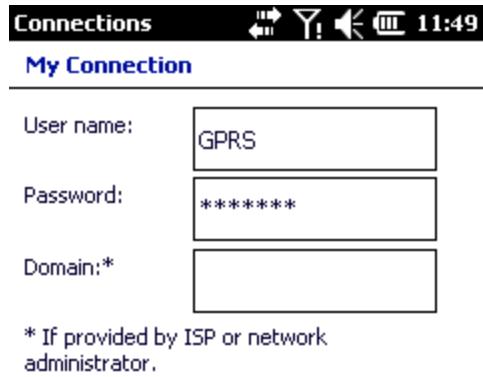 Connections 11:49
My Connection
User name: GPRS
Password: *******
Domain:*
* If provided by ISP or network
administrator.